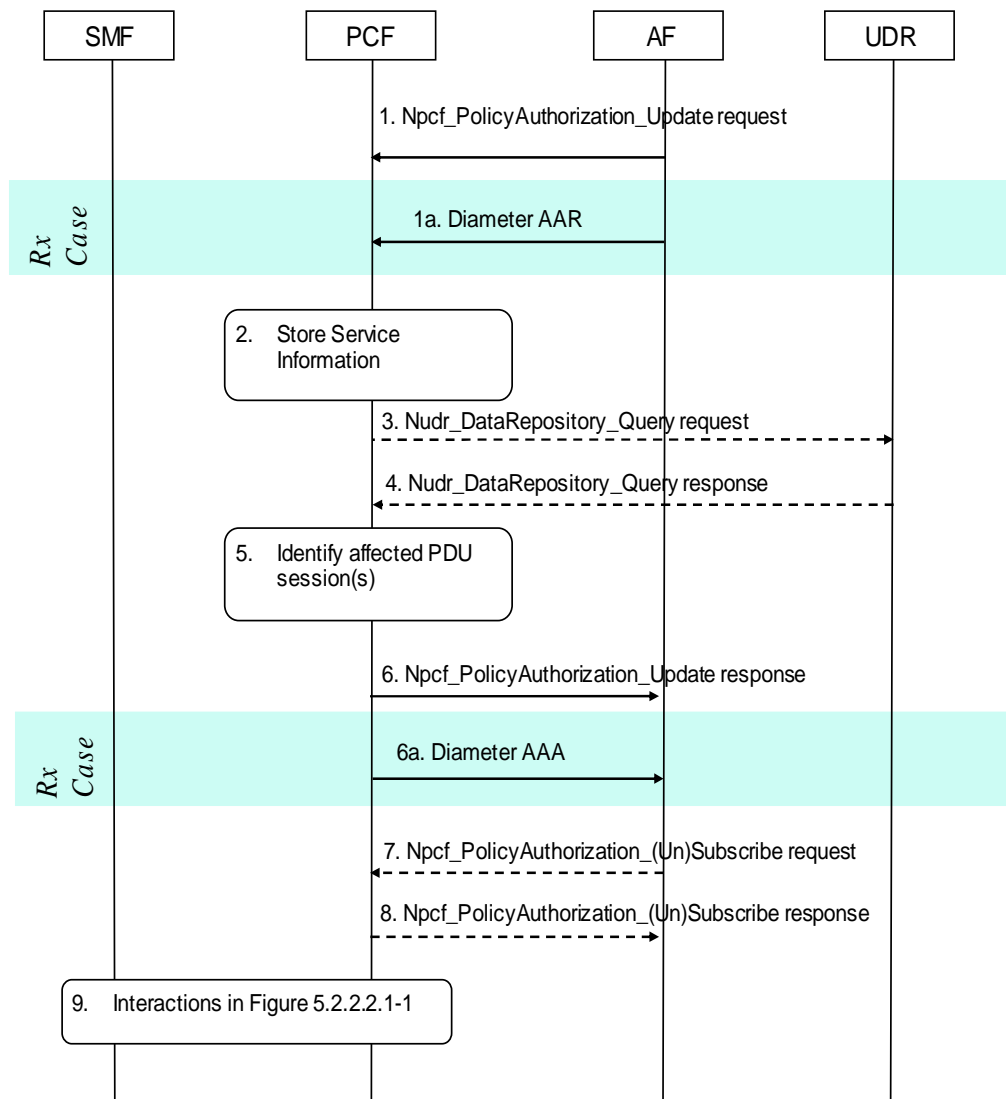 SMF
PCF
AF
UDR
1. Npcf_PolicyAuthorization_Update request
Rx
Case
1a. Diameter AAR
2. Store Service
Information
3. Nudr_DataRepository_Query request
4. Nudr_DataRepository_Query response
5. Identify affected PDU
session(s)
6. Npcf_PolicyAuthorization_Update response
Rx
Case
6a. Diameter AAA
7. Npcf_PolicyAuthorization_(Un)Subscribe request
8. Npcf_PolicyAuthorization_(Un)Subscribe response
9. Interactions in Figure 5.2.2.2.1-1